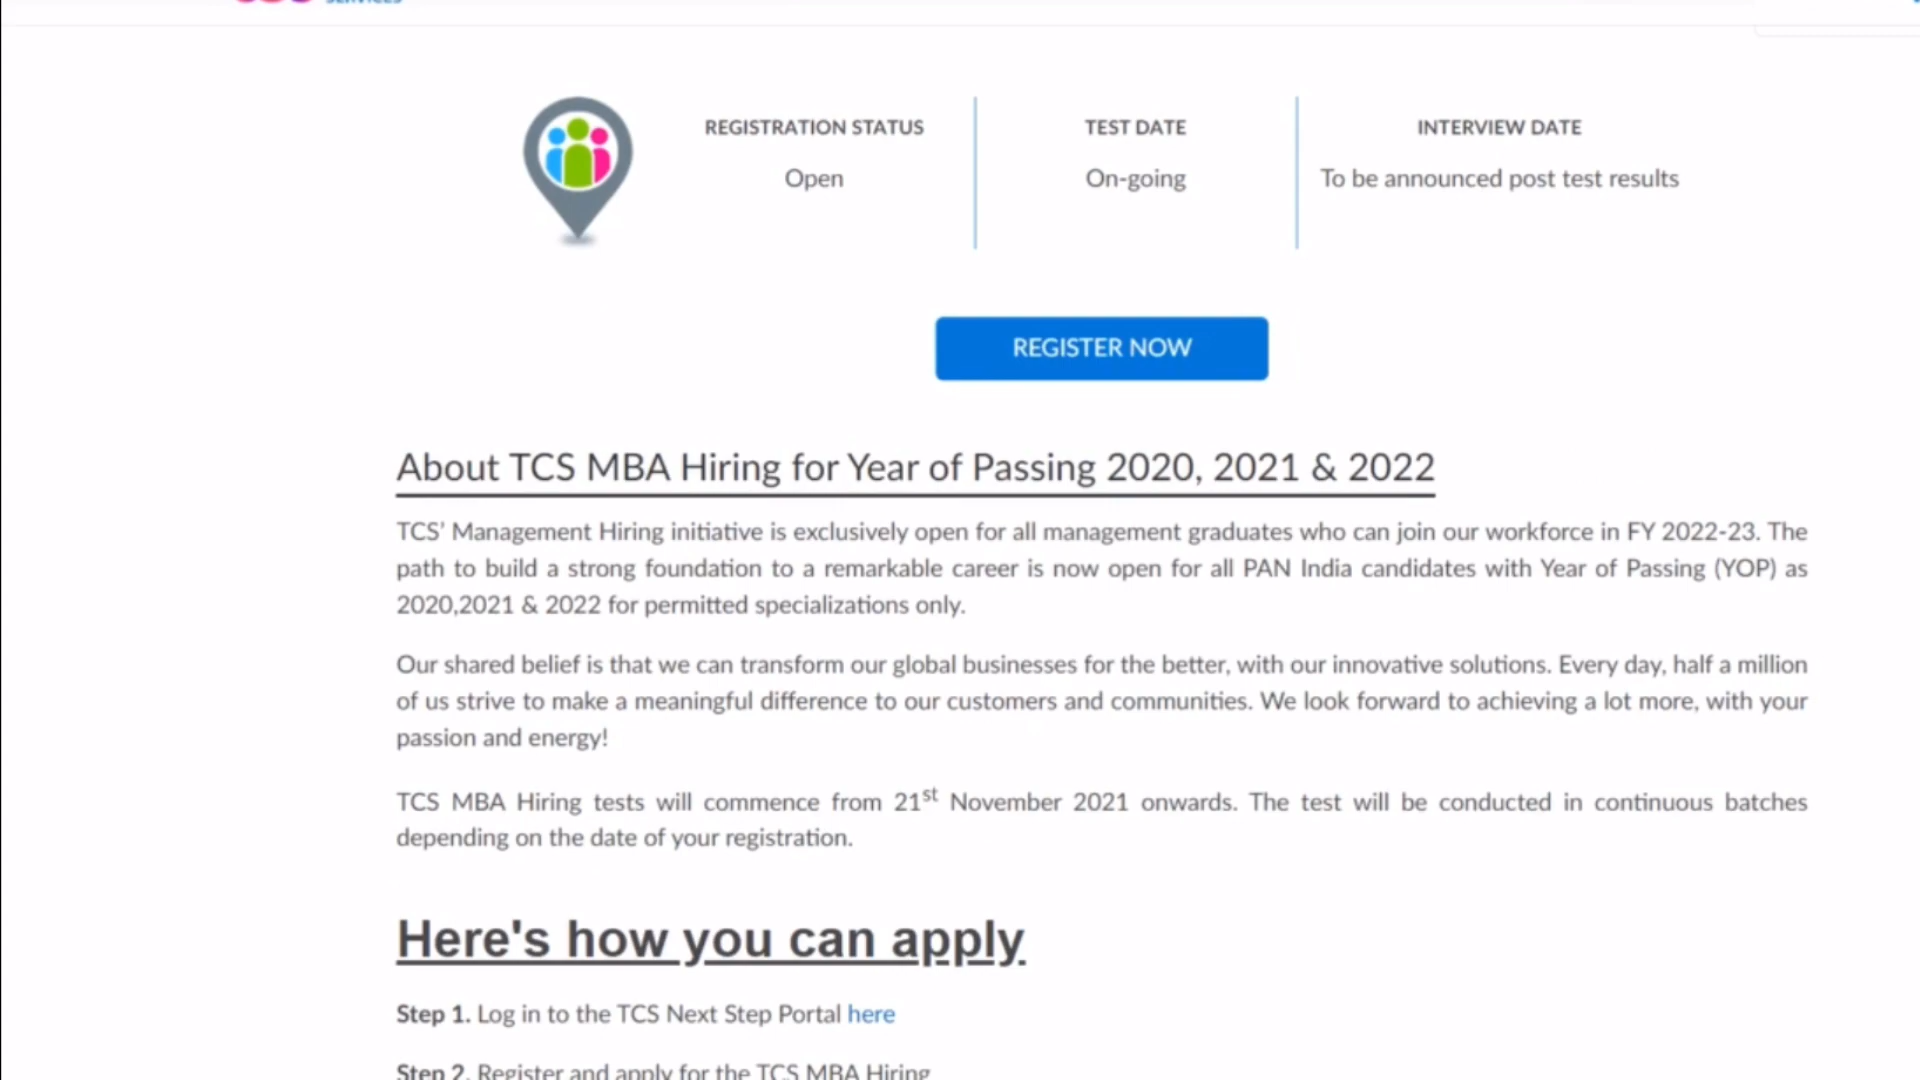 SERVICES
REGISTRATION STATUS
Open
TEST DATE
On-going
INTERVIEW DATE
To be announced post test results
REGISTER NOW
About TCS MBA Hiring for Year of Passing 2020, 2021 & 2022
TCS' Management Hiring initiative is exclusively open for all management graduates who can join our workforce in FY 2022-23. The
path to build a strong foundation to a remarkable career is now open for all PAN India candidates with Year of Passing (YOP) as
2020,2021 & 2022 for permitted specializations only.
Our shared belief is that we can transform our global businesses for the better, with our innovative solutions. Every day, half a million
of us strive to make a meaningful difference to our customers and communities. We look forward to achieving a lot more, with your
passion and energy!
TCS MBA Hiring tests will commence from 21st November 2021 onwards. The test will be conducted in continuous batches
depending on the date of your registration.
Here's how you can apply
Step 1. Log in to the TCS Next Step Portal here
Step 2. Register and apply for the TCS MBA Hiring